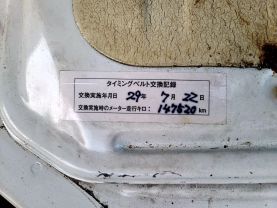 タイミングベルト交換記録
交換実施年月日 29年 7月 22日
交換実施時のメーター走行キロ： 147520km